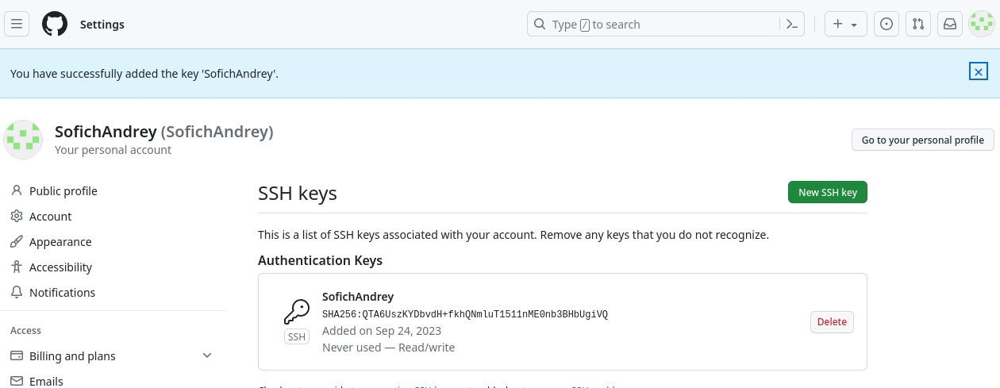 Settings
Type / to search
You have successfully added the key 'SofichAndrey'.
SofichAndrey (SofichAndrey)
Your personal account
Go to your personal profile
Public profile
Account
Appearance
Accessibility
Notifications
Access
Billing and plans
Emails
SSH keys
New SSH key
This is a list of SSH keys associated with your account. Remove any keys that you do not recognize.
Authentication Keys
SofichAndrey
SHA256:QTA6UszKYDbvdH+fkhQNmluT1511nME0nb3BHbUgiVQ
Added on Sep 24, 2023
Never used — Read/write
SSH
Delete